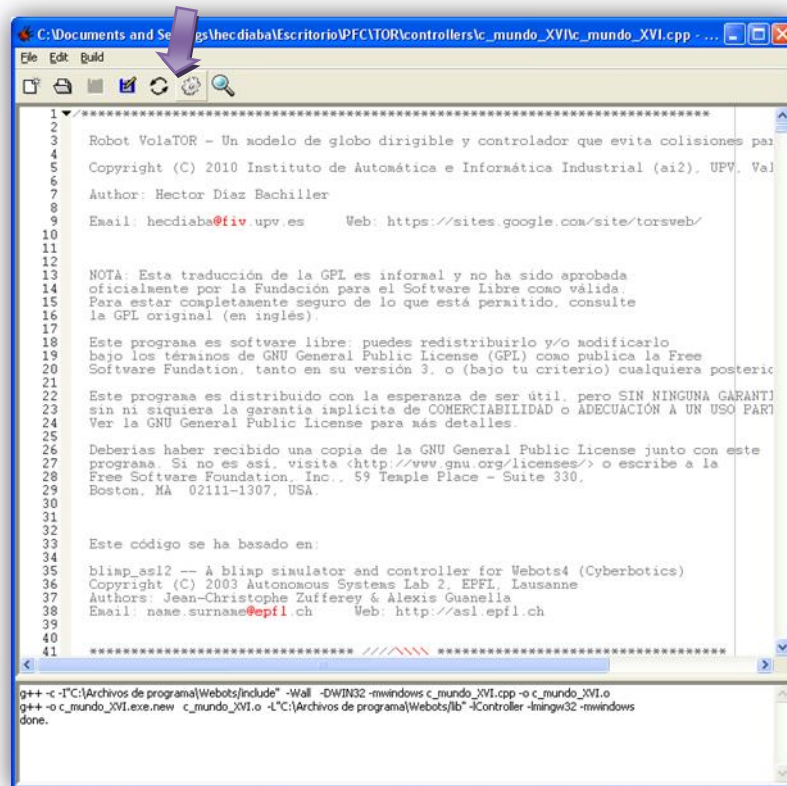 C:\Documents and Se gs\hecdiaba\Escritorio\PFC\TOR\controllers\c_mundo_XVI\c_mundo_XVI.cpp - ...
File Edit Build
1 /****************************************************************************
2
3 Robot VolaTOR - Un modelo de globo dirigible y controlador que evita colisiones pa
4
5 Copyright (C) 2010 Instituto de Automática e Informática Industrial (ai2), UPV, Val
6
7 Author: Hector Diaz Bachiller
8
9 Email: hecdiaba@fiv.upv.es Web: https://sites.google.com/site/torsweb/
10
11
12
13 NOTA: Esta traducción de la GPL es informal y no ha sido aprobada
14 oficialmente por la Fundación para el Software Libre como válida.
15 Para estar completamente seguro de lo que está permitido, consulte
16 la GPL original (en inglés).
17
18 Este programa es software libre: puedes redistribuirlo y/o modificarlo
19 bajo los términos de GNU General Public License (GPL) como publica la Free
20 Software Fundation, tanto en su versión 3, o (bajo tu criterio) cualquiera posteric
21
22 Este programa es distribuido con la esperanza de ser útil, pero SIN NINGUNA GARANTI
23 sin ni siquiera la garantía implícita de COMERCIABILIDAD o ADECUACIÓN A UN USO PART
24 Ver la GNU General Public License para más detalles.
25
26 Deberías haber recibido una copia de la GNU General Public License junto con este
27 programa. Si no es así, visita <http://www.gnu.org/licenses/> o escribe a la
28 Free Software Foundation, Inc., 59 Temple Place - Suite 330,
29 Boston, MA 02111-1307, USA.
30
31
32
33 Este código se ha basado en:
34
35 blimp_asl2 -- A blimp simulator and controller for Webots4 (Cyberbotics)
36 Copyright (C) 2003 Autonomous Systems Lab 2, EPFL, Lausanne
37 Authors: Jean-Christophe Zufferey & Alexis Guanella
38 Email: name.surname@epfl.ch Web: http://asl.epfl.ch
39
40
41 ******************************** ////\\\\ ***********************************
g++ -c -I"C:\Archivos de programa\Webots/include" -Wall -DWIN32 -mwindows c_mundo_XVI.cpp -o c_mundo_XVI.o
g++ -o c_mundo_XVI.exe.new c_mundo_XVI.o -L"C:\Archivos de programa\Webots/lib" -lController -lmingw32 -mwindows
done.